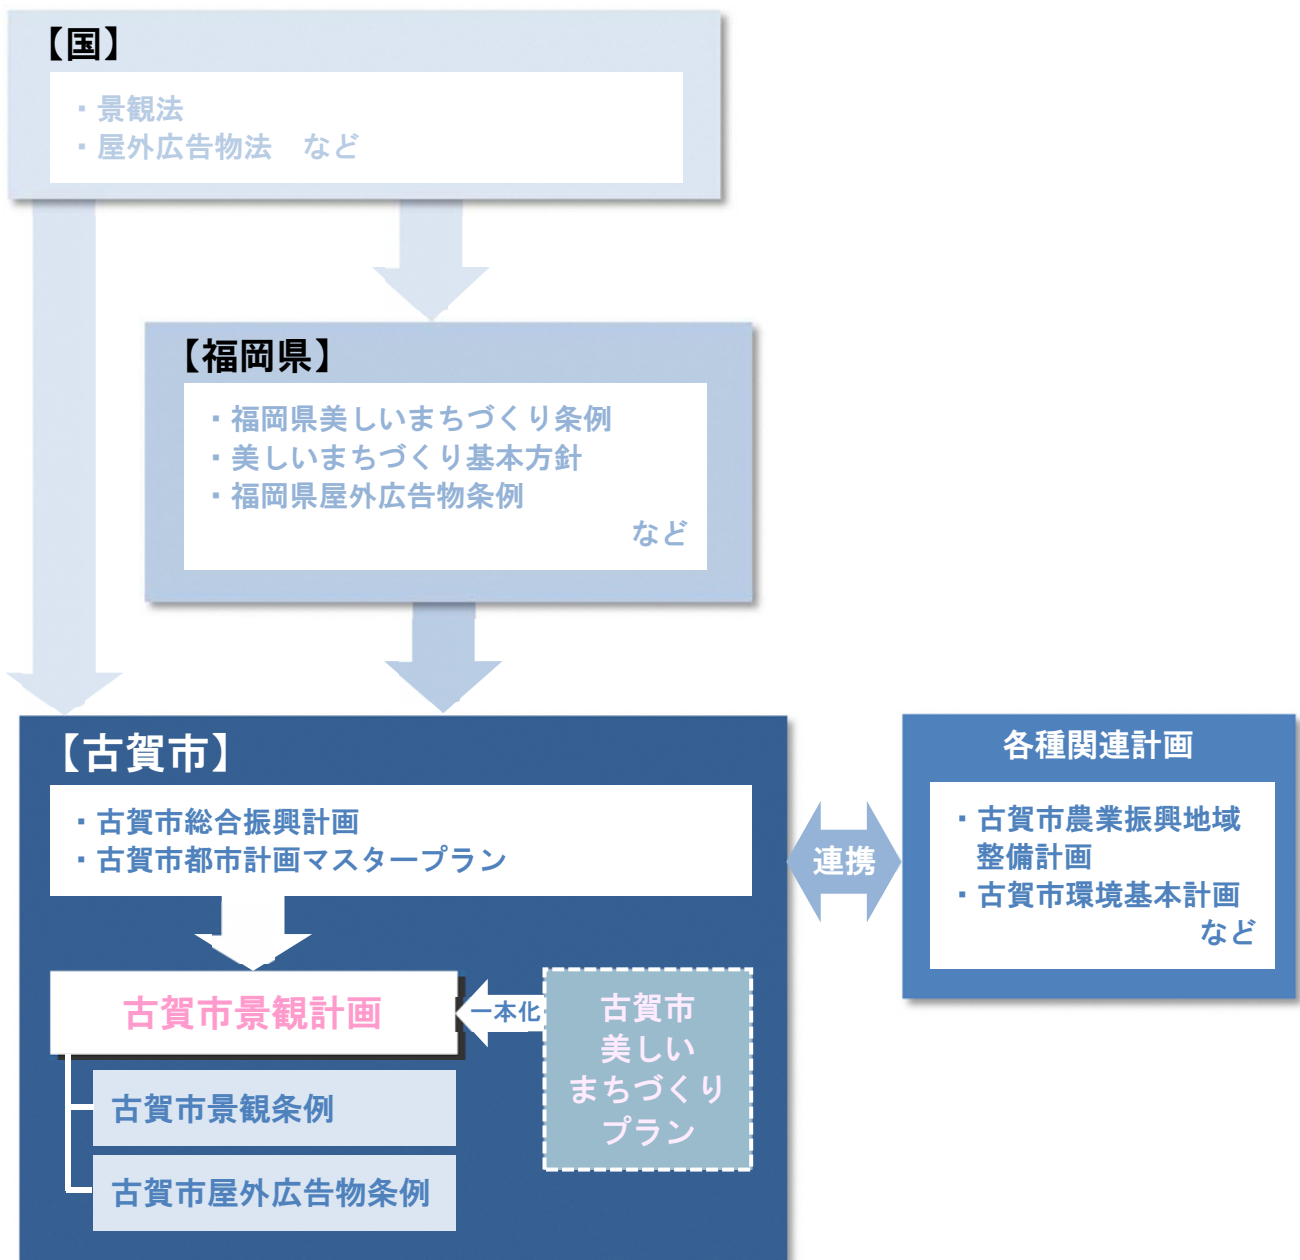 【国】
・景観法
・屋外広告物法　など
【福岡県】
・福岡県美しいまちづくり条例
・美しいまちづくり基本方針
・福岡県屋外広告物条例
など
【古賀市】
・古賀市総合振興計画
・古賀市都市計画マスタープラン
古賀市景観計画
一本化
古賀市
美しい
まちづくり
プラン
古賀市景観条例
古賀市屋外広告物条例
連携
各種関連計画
・古賀市農業振興地域
整備計画
・古賀市環境基本計画
など